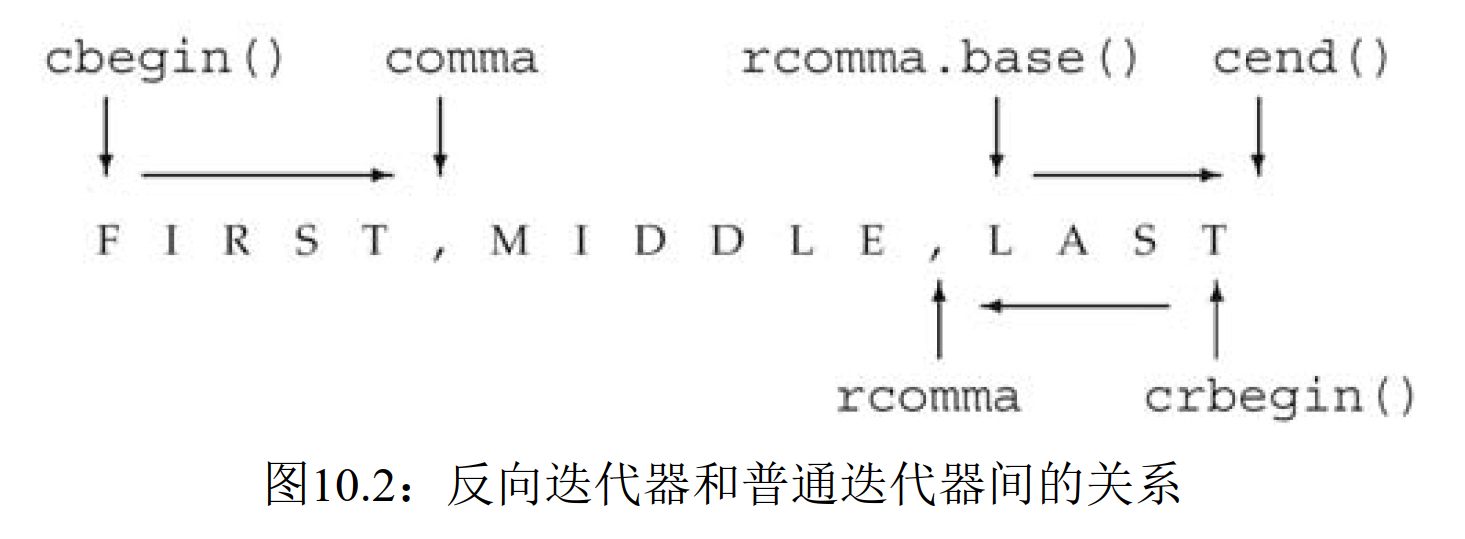 cbegin() comma rcomma.base() cend()
F I R S T , M I D D L E , L A S T
rcomma crbegin()
图10.2：反向迭代器和普通迭代器间的关系